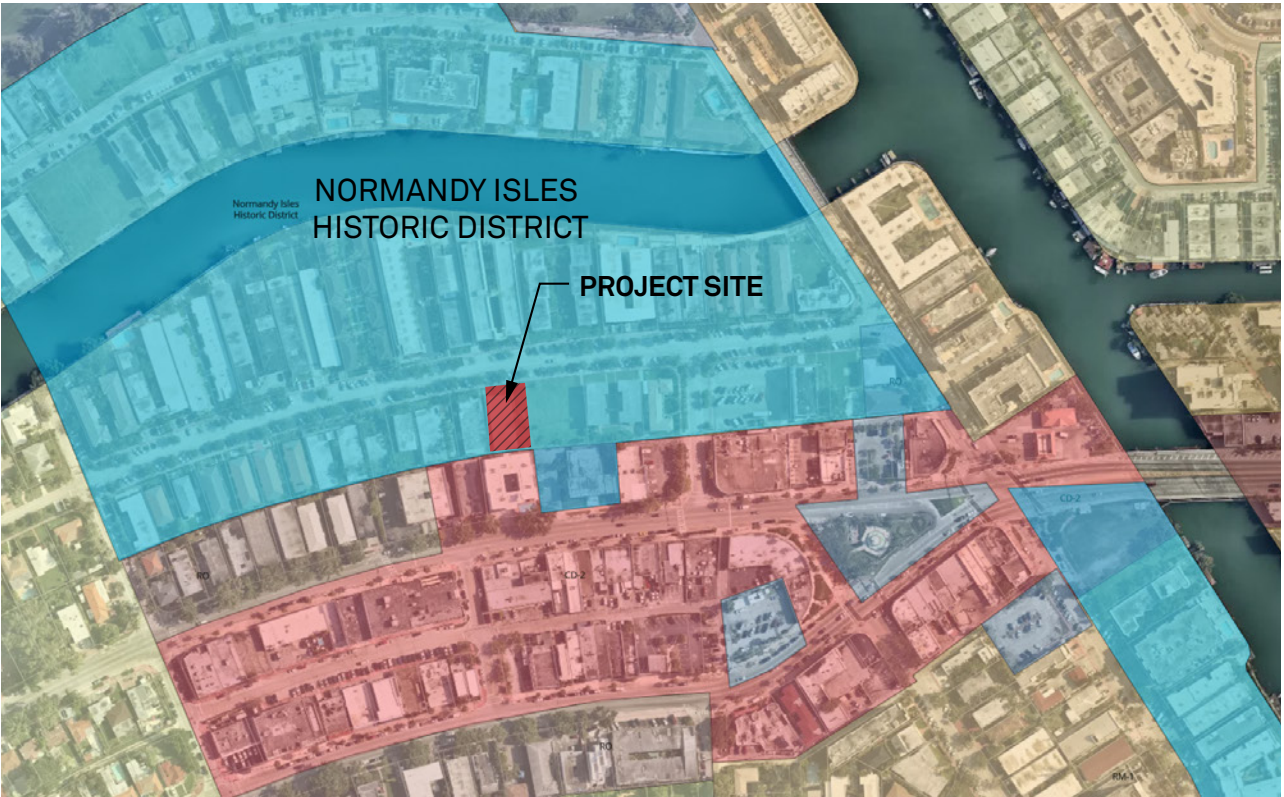 Normandy Isles
Historic District
NORMANDY ISLES
HISTORIC DISTRICT
PROJECT SITE
RO
CD-2
RO
CD-2
RO
RM-1